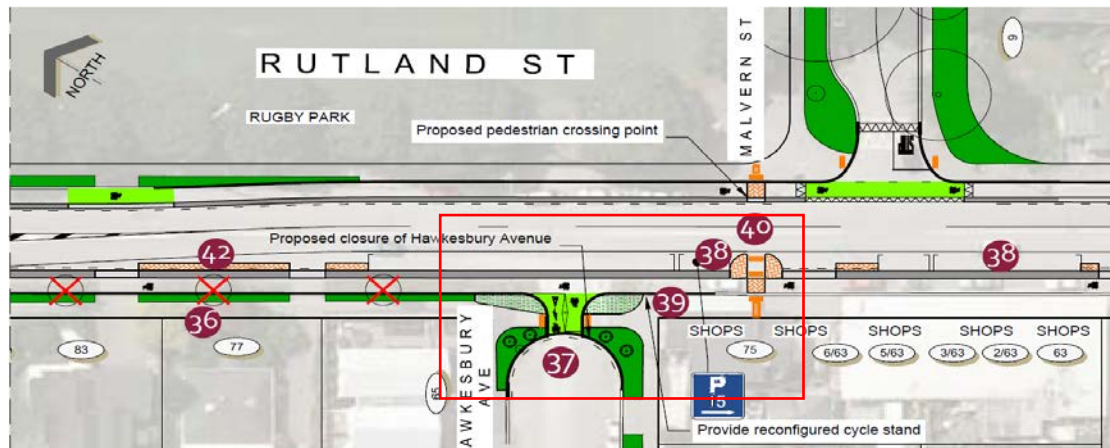 NORTH
RUTLAND ST
RUGBY PARK
Proposed pedestrian crossing point
MALVERN ST
9
Proposed closure of Hawkesbury Avenue
42
38
40
38
39
36
37
83
77
65
HAWKESBURY
AVE
SHOPS SHOPS SHOPS SHOPS SHOPS
75 6/63 5/63 3/63 2/63 63
P
15
Provide reconfigured cycle stand